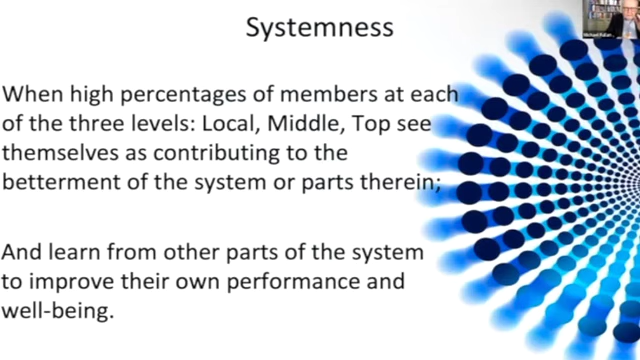 Systemness
When high percentages of members at each
of the three levels: Local, Middle, Top see
themselves as contributing to the
betterment of the system or parts therein;
And learn from other parts of the system
to improve their own performance and
well-being.